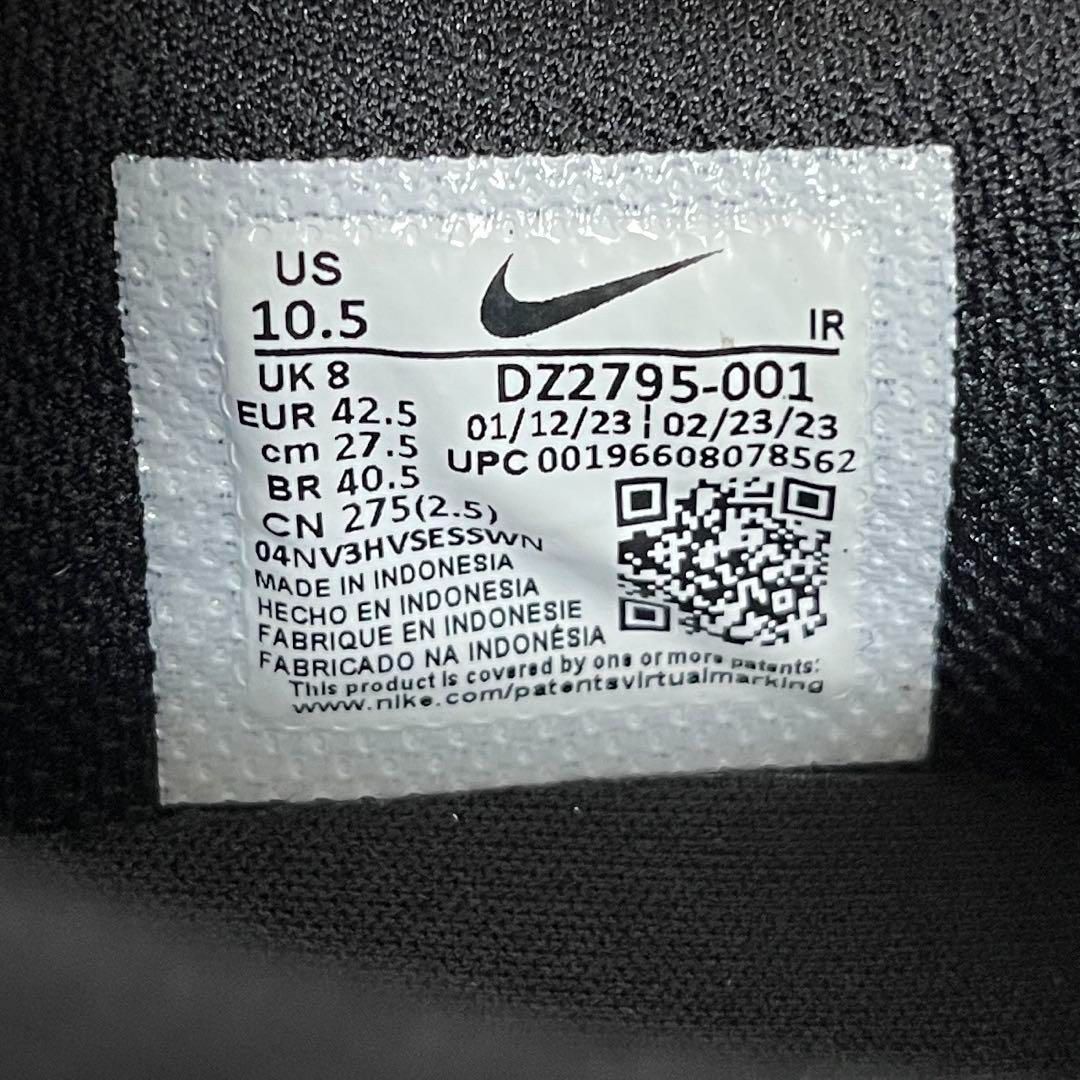 US
10.5
IR
UK 8
EUR 42.5
cm 27.5
BR 40.5
CN 275(2.5)
DZ2795-001
01/12/23 | 02/23/23
UPC 00196608078562
04NV3HVSESSWN
MADE IN INDONESIA
HECHO EN INDONESIA
FABRIQUE EN INDONESIE
FABRICADO NA INDONÉSIA
This product is covered by one or more patents:
www.nike.com/patentsvirtualmarking